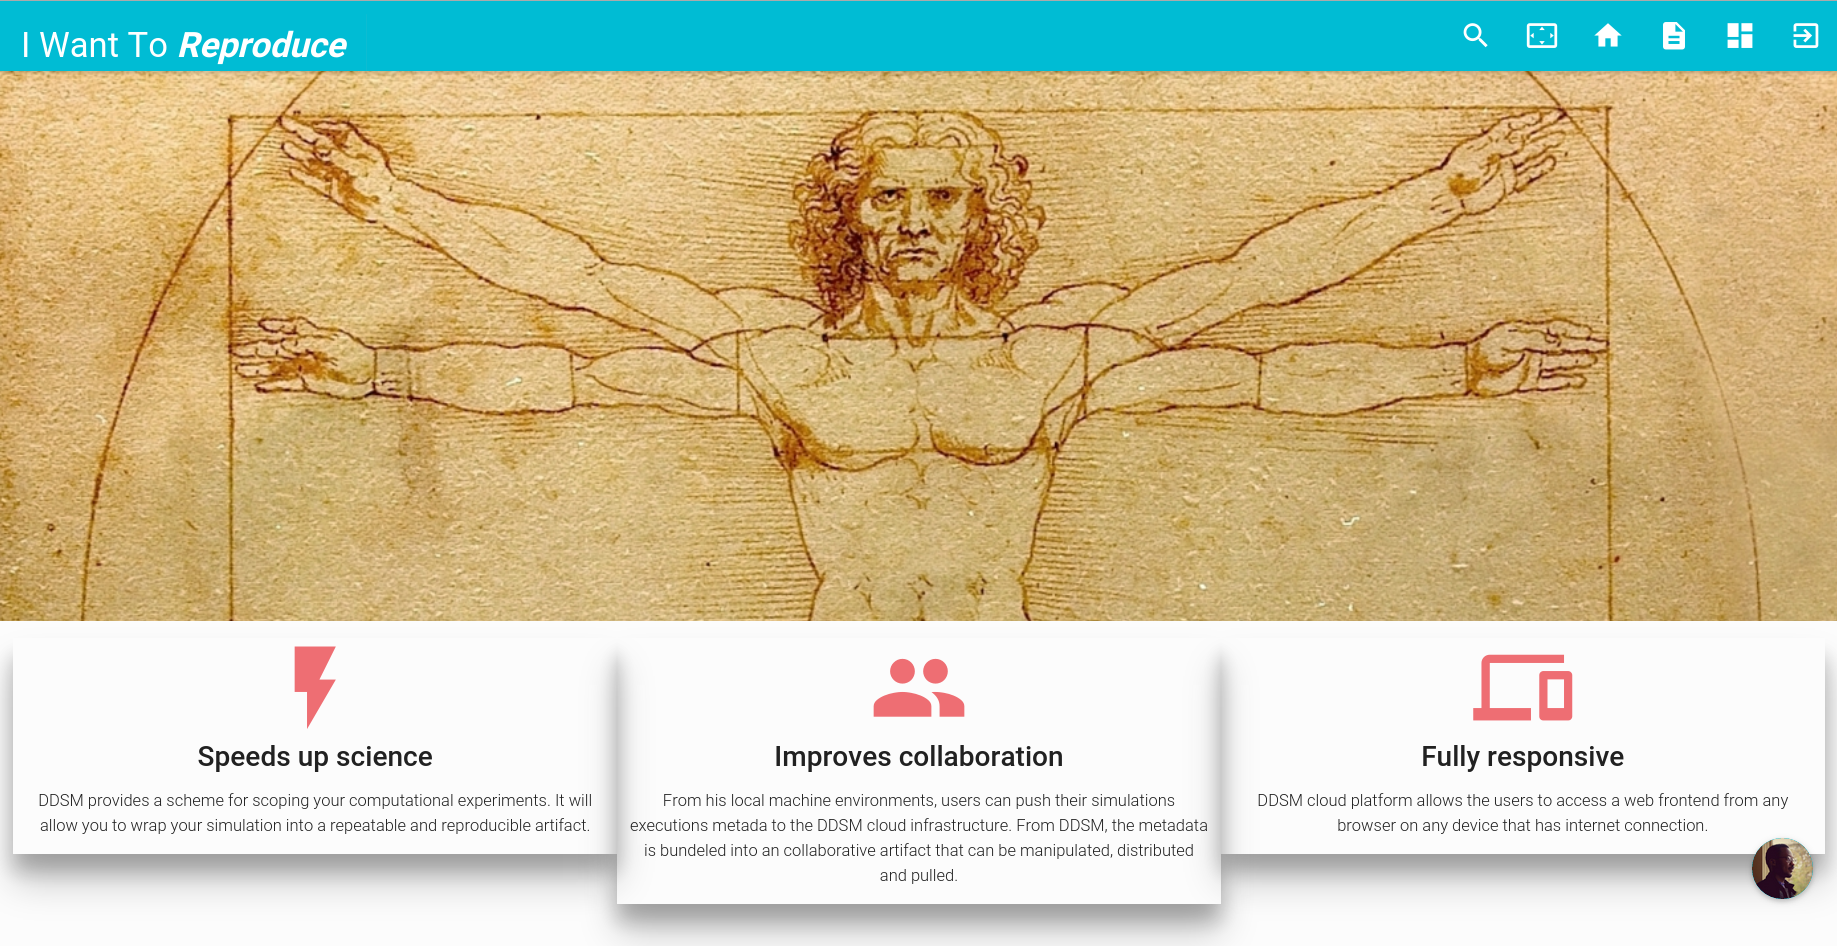 I Want To Reproduce
Speeds up science
DDSM provides a scheme for scoping your computational experiments. It will
allow you to wrap your simulation into a repeatable and reproducible artifact.
Improves collaboration
From his local machine environments, users can push their simulations
executions metada to the DDSM cloud infrastructure. From DDSM, the metadata
is bundeled into an collaborative artifact that can be manipulated, distributed
and pulled.
Fully responsive
DDSM cloud platform allows the users to access a web frontend from any
browser on any device that has internet connection.